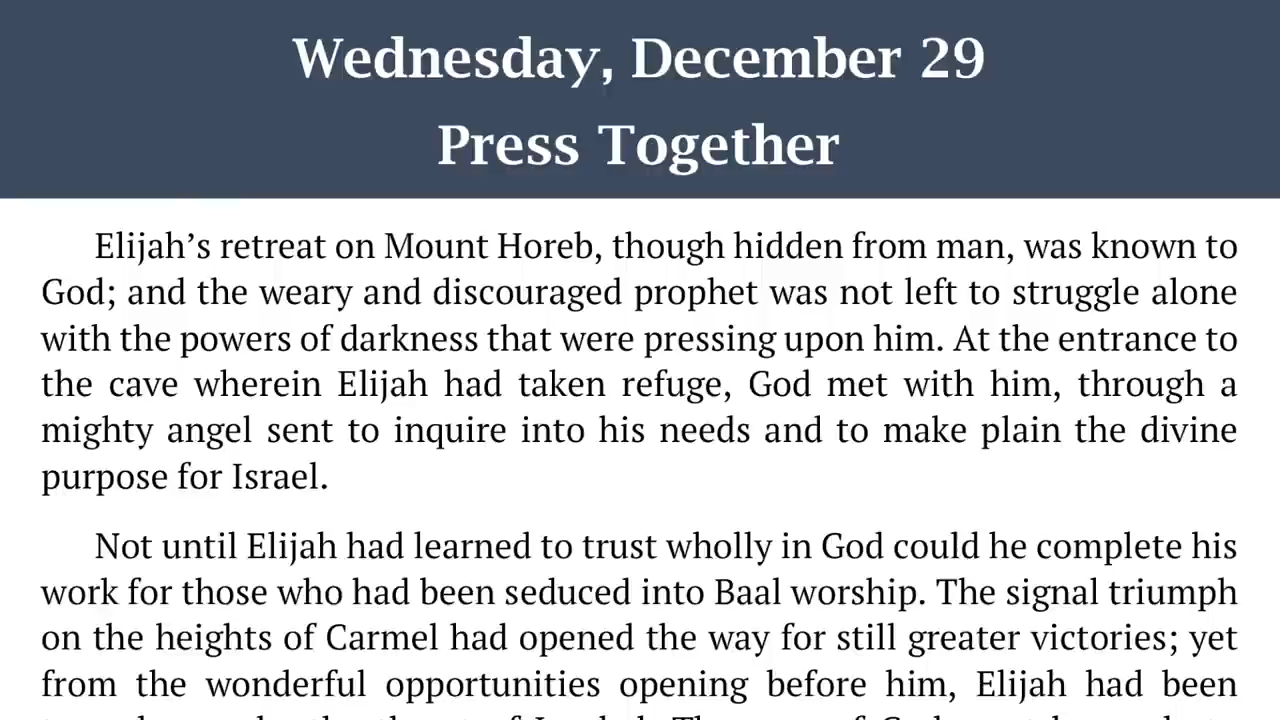 Wednesday, December 29
Press Together
Elijah’s retreat on Mount Horeb, though hidden from man, was known to
God; and the weary and discouraged prophet was not left to struggle alone
with the powers of darkness that were pressing upon him. At the entrance to
the cave wherein Elijah had taken refuge, God met with him, through a
mighty angel sent to inquire into his needs and to make plain the divine
purpose for Israel.
Not until Elijah had learned to trust wholly in God could he complete his
work for those who had been seduced into Baal worship. The signal triumph
on the heights of Carmel had opened the way for still greater victories; yet
from the wonderful opportunities opening before him, Elijah had been